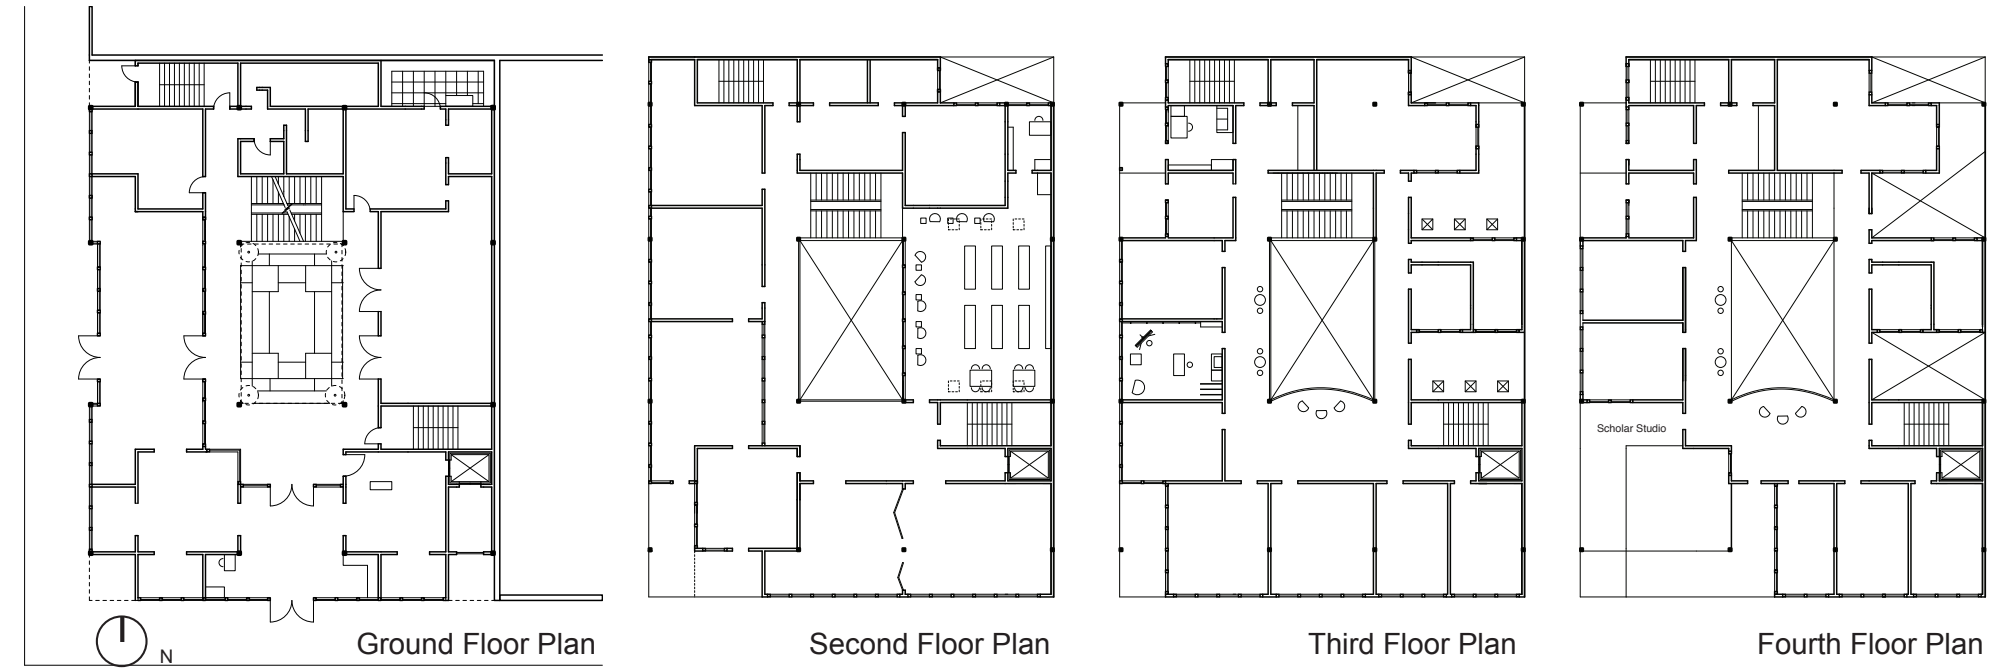 Scholar Studio
N
Ground Floor Plan
Second Floor Plan
Third Floor Plan
Fourth Floor Plan